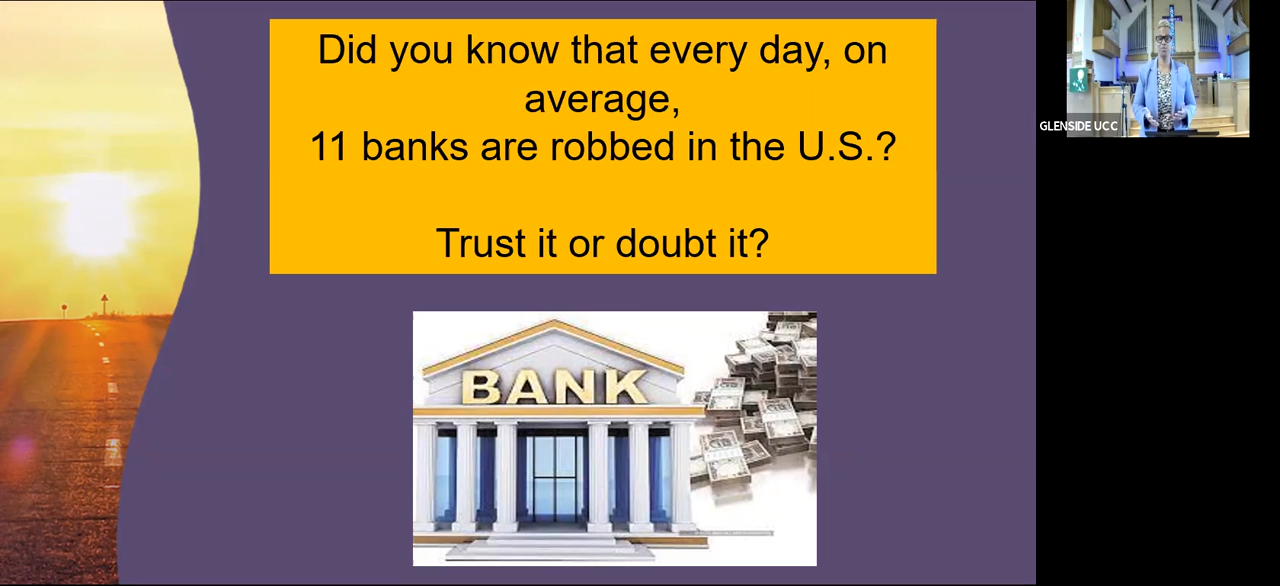 Did you know that every day, on
average,
11 banks are robbed in the U.S.?
Trust it or doubt it?
BANK
GLENSIDE UCC